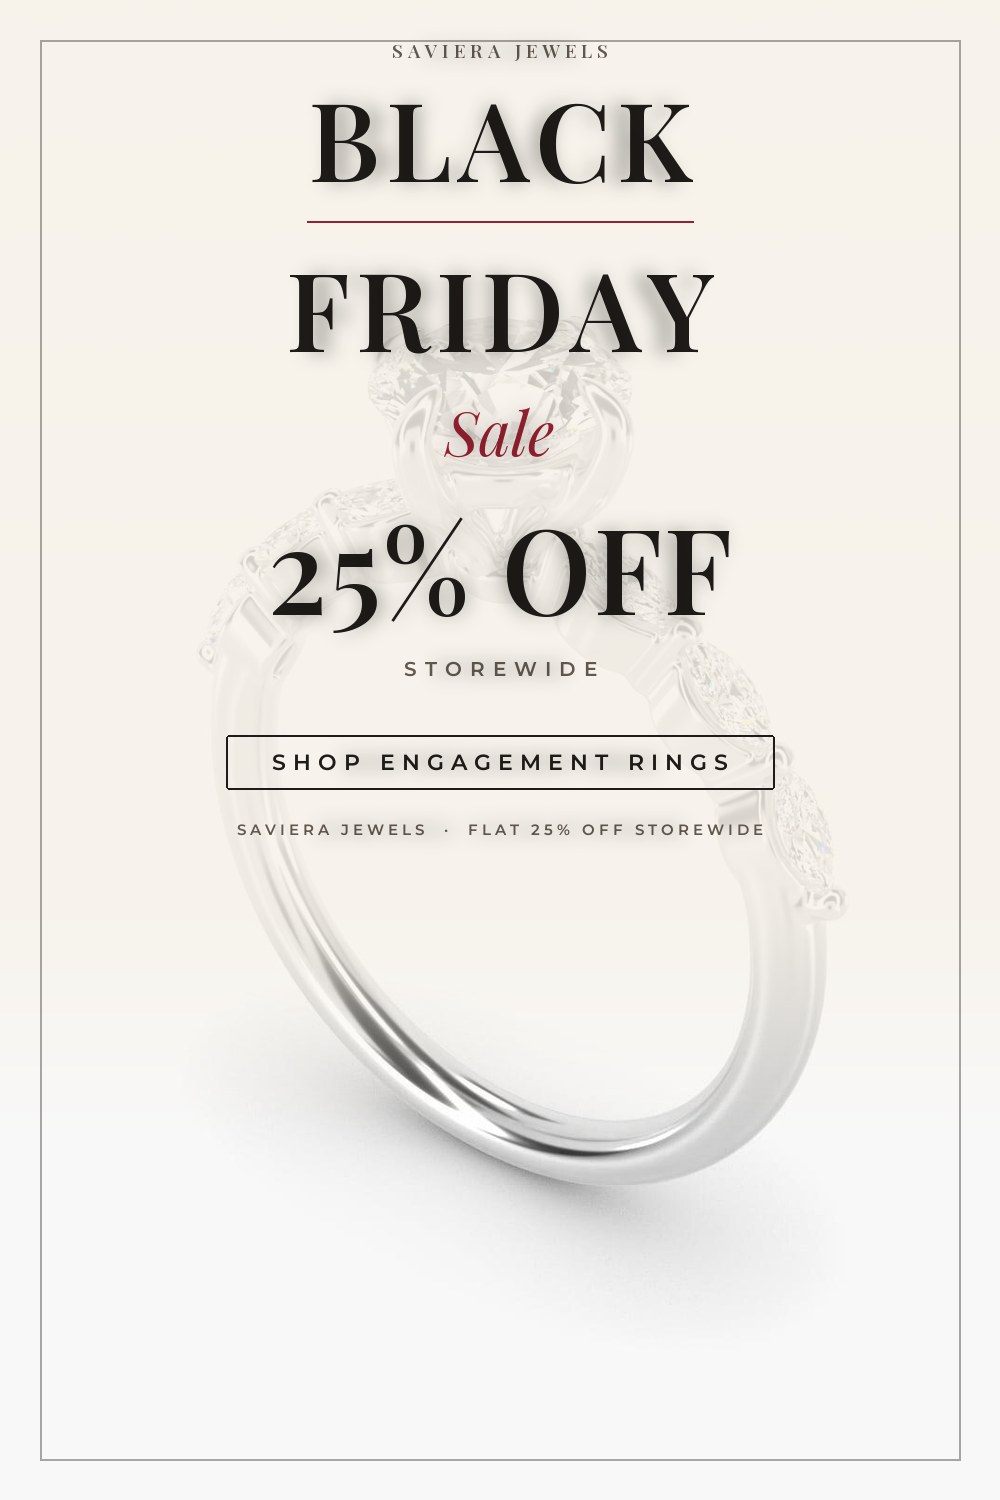 SAVIERA JEWELS
BLACK
FRIDAY
Sale
25% OFF
STOREWIDE
SHOP ENGAGEMENT RINGS
SAVIERA JEWELS · FLAT 25% OFF STOREWIDE